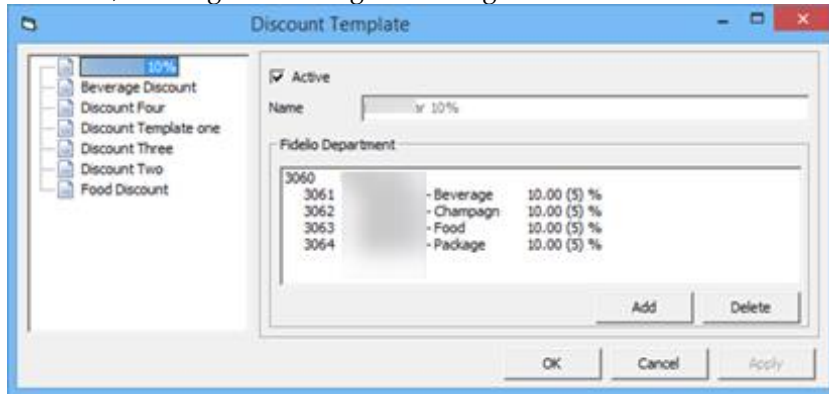 Discount Template
10%
Beverage Discount
Discount Four
Discount Template one
Discount Three
Discount Two
Food Discount
Active
Name r 10%
Fidelio Department
3060
3061 - Beverage 10.00 (5) %
3062 - Champagn 10.00 (5) %
3063 - Food 10.00 (5) %
3064 - Package 10.00 (5) %
Add Delete
OK Cancel Apply